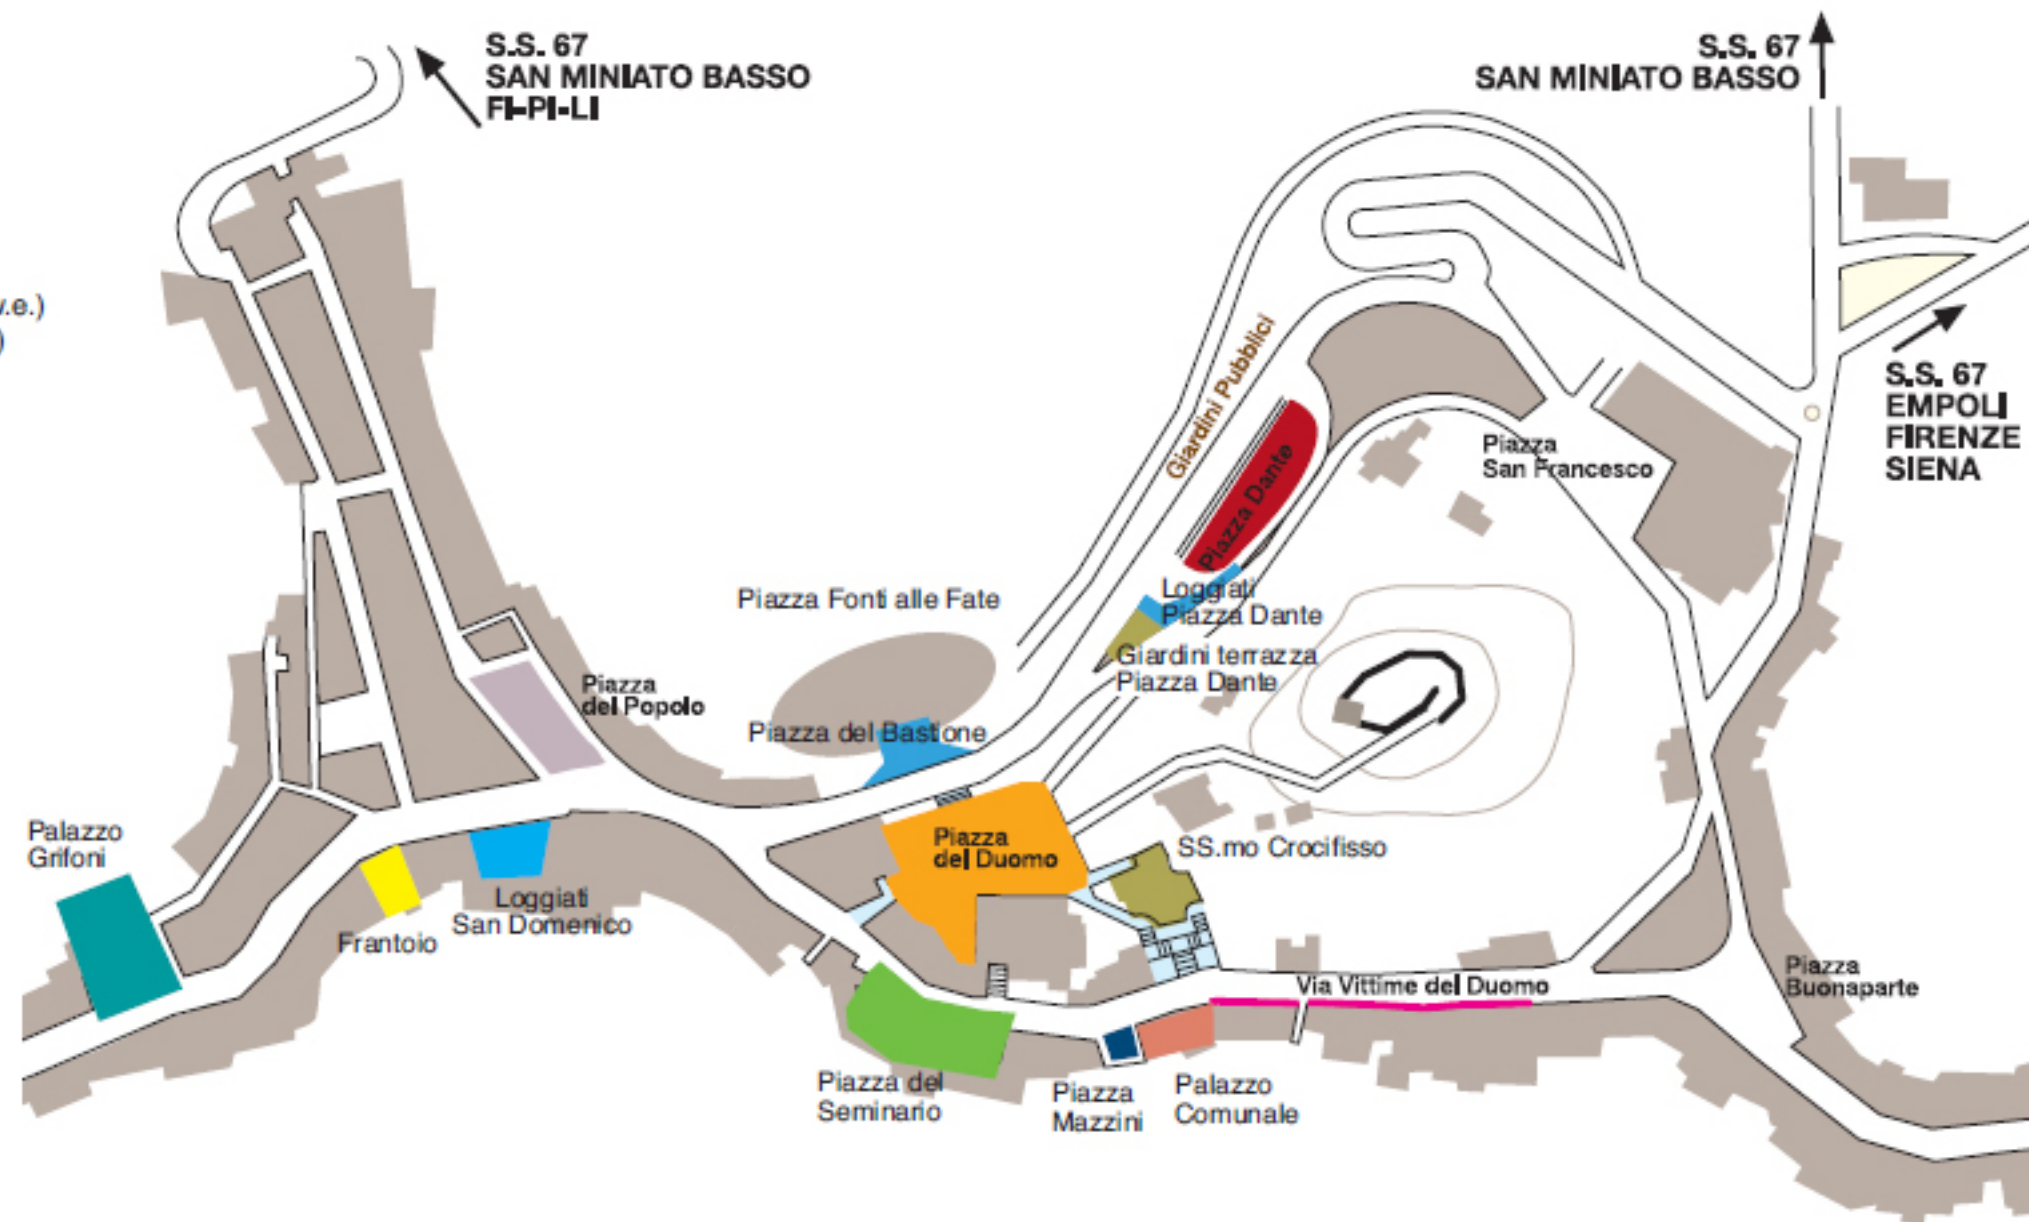 S.S. 67
SAN MINIATO BASSO
FI-PI-LI
S.S. 67
SAN MINIATO BASSO
.e.)
)
Giardini Pubblici
S.S. 67
EMPOLI
FIRENZE
SIENA
Piazza
San Francesco
Piazza Dante
Piazza Fonti alle Fate
Loggiati
Piazza Dante
Giardini terrazza
Piazza Dante
Piazza
del Popolo
Piazza del Bastione
Palazzo
Grifoni
Piazza
del Duomo
SS.mo Crocifisso
Loggiati
San Domenico
Frantoio
Via Vittime del Duomo
Piazza
Buonaparte
Piazza del
Seminario
Piazza
Mazzini
Palazzo
Comunale